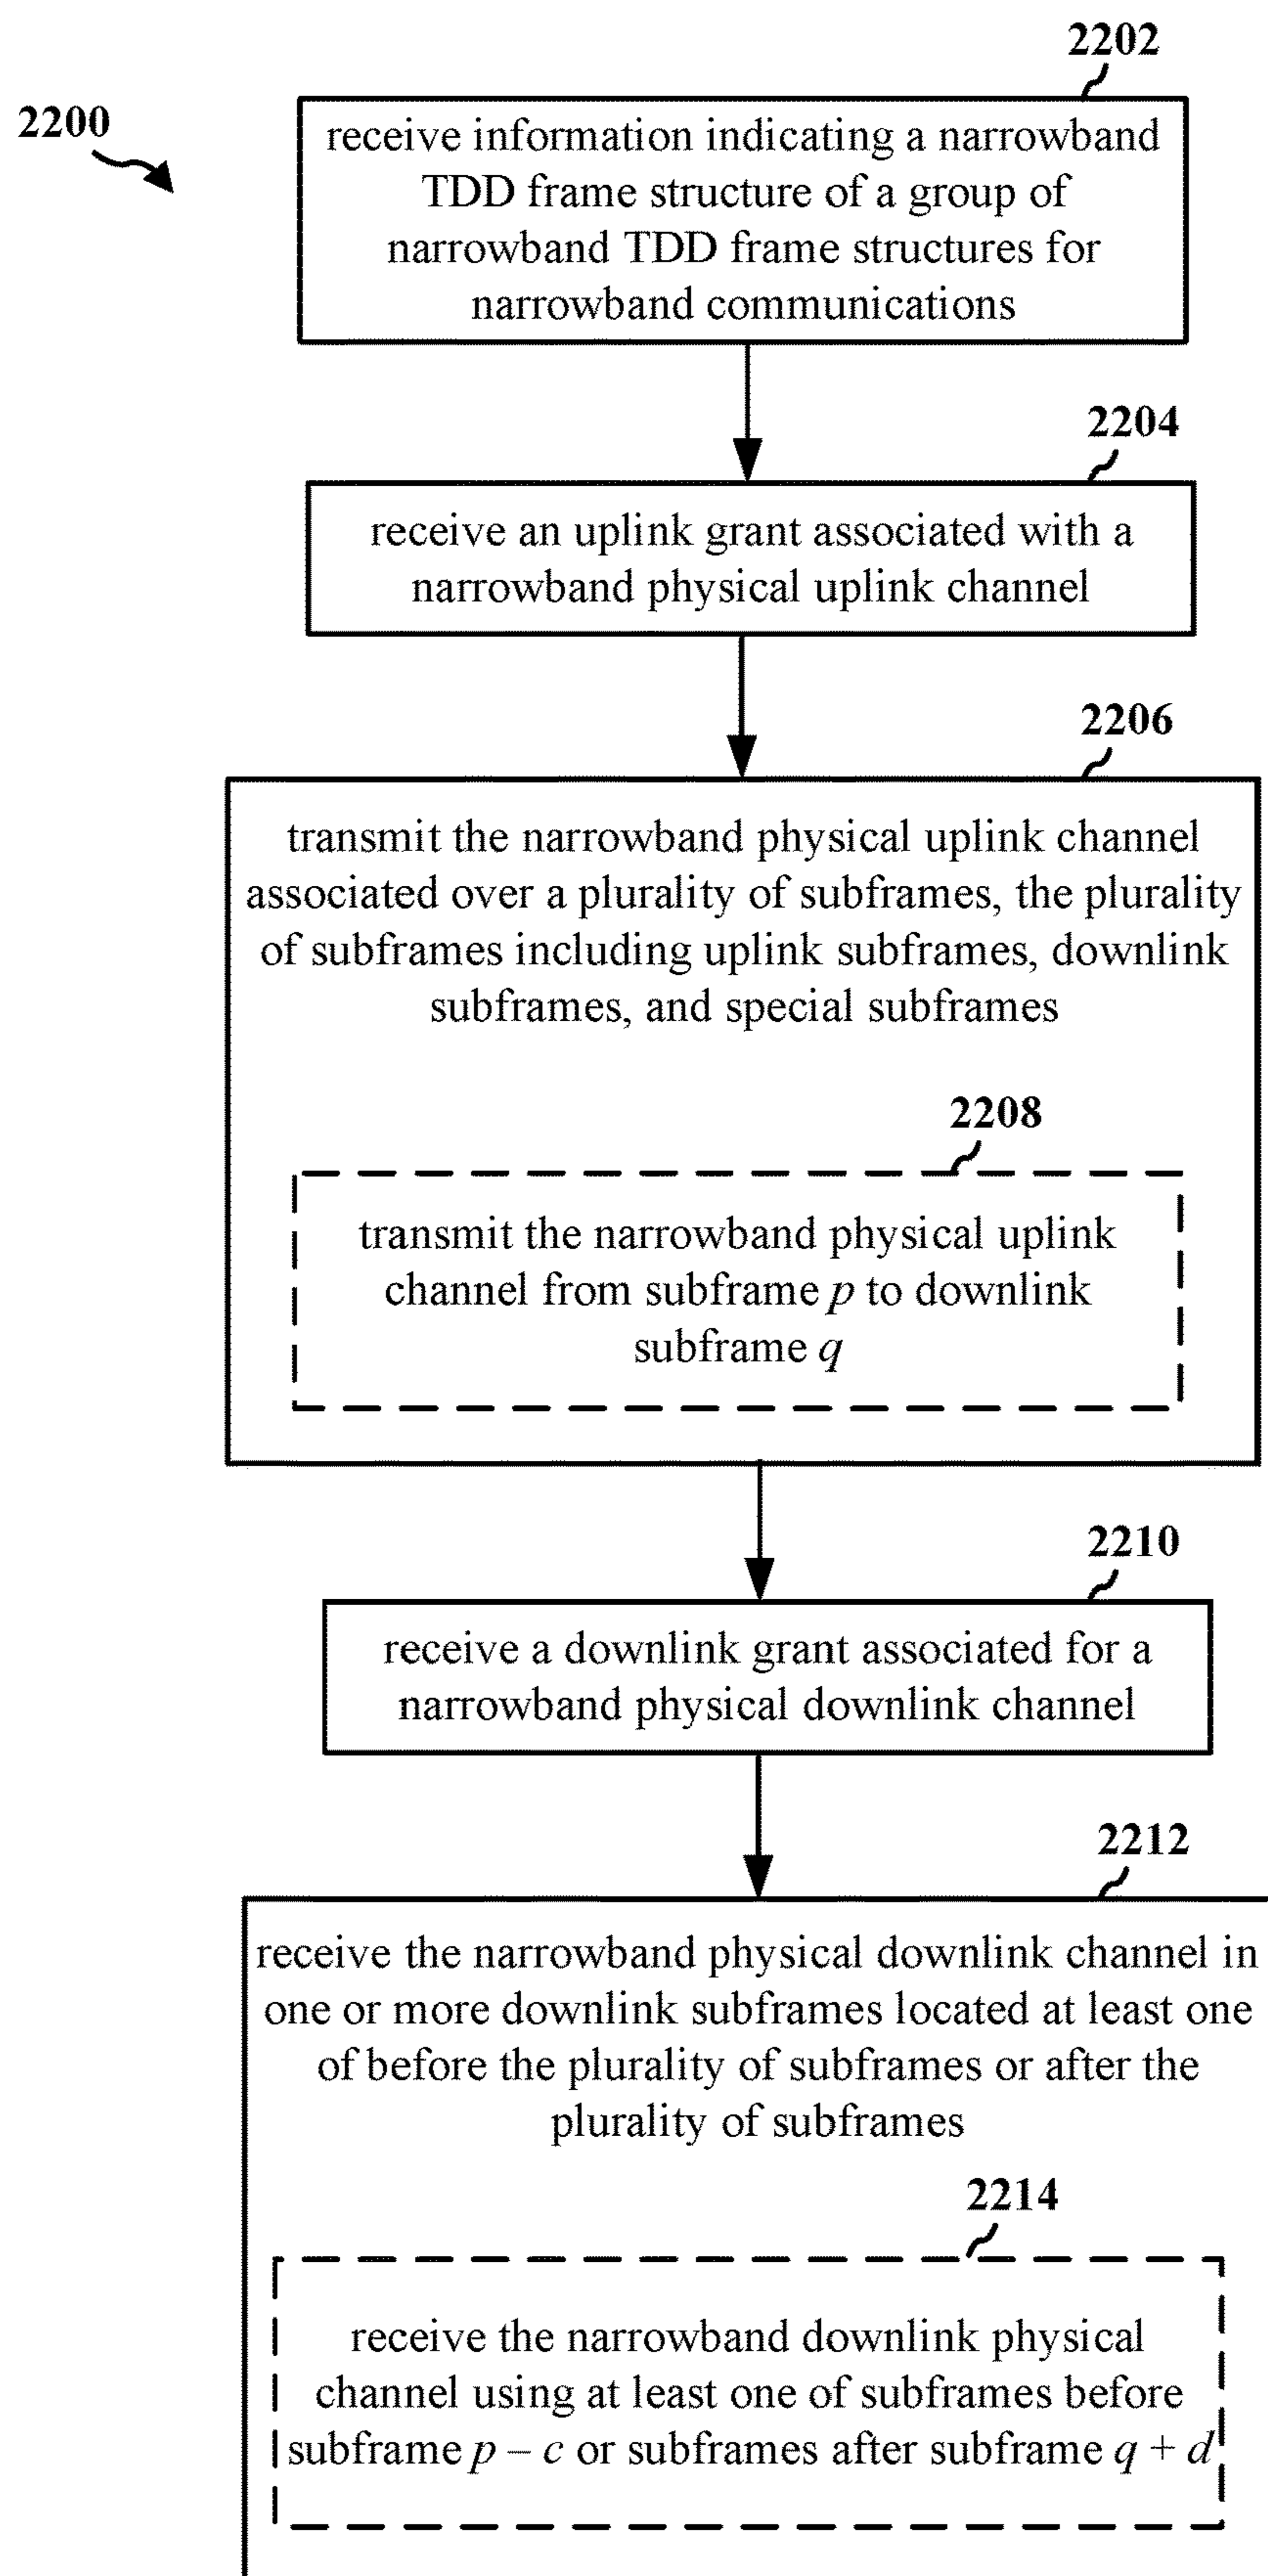 2202
2200
receive information indicating a narrowband
TDD frame structure of a group of
narrowband TDD frame structures for
narrowband communications
2204
receive an uplink grant associated with a
narrowband physical uplink channel
2206
transmit the narrowband physical uplink channel
associated over a plurality of subframes, the plurality
of subframes including uplink subframes, downlink
subframes, and special subframes
2208
transmit the narrowband physical uplink
channel from subframe p to downlink
subframe q
2210
receive a downlink grant associated for a
narrowband physical downlink channel
2212
receive the narrowband physical downlink channel in
one or more downlink subframes located at least one
of before the plurality of subframes or after the
plurality of subframes
2214
receive the narrowband downlink physical
channel using at least one of subframes before
subframe p – c or subframes after subframe q + d